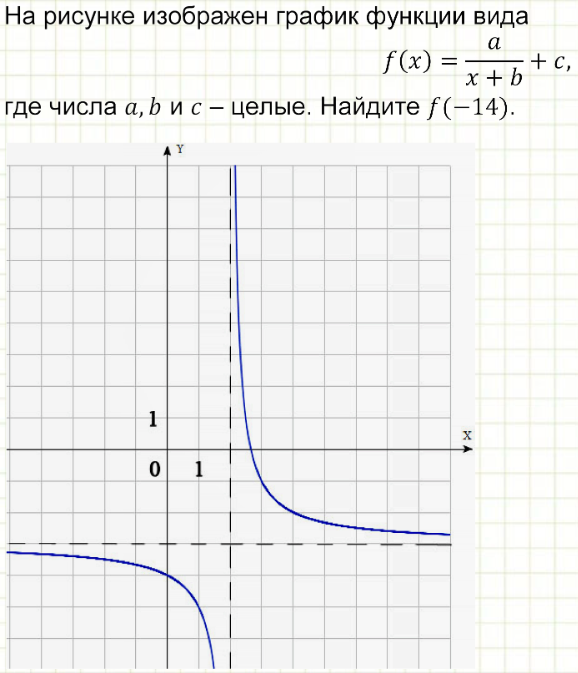 На рисунке изображен график функции вида
f(x) = a/(x + b) + c,
где числа a, b и c – целые. Найдите f(−14).
Y
1
X
0 1